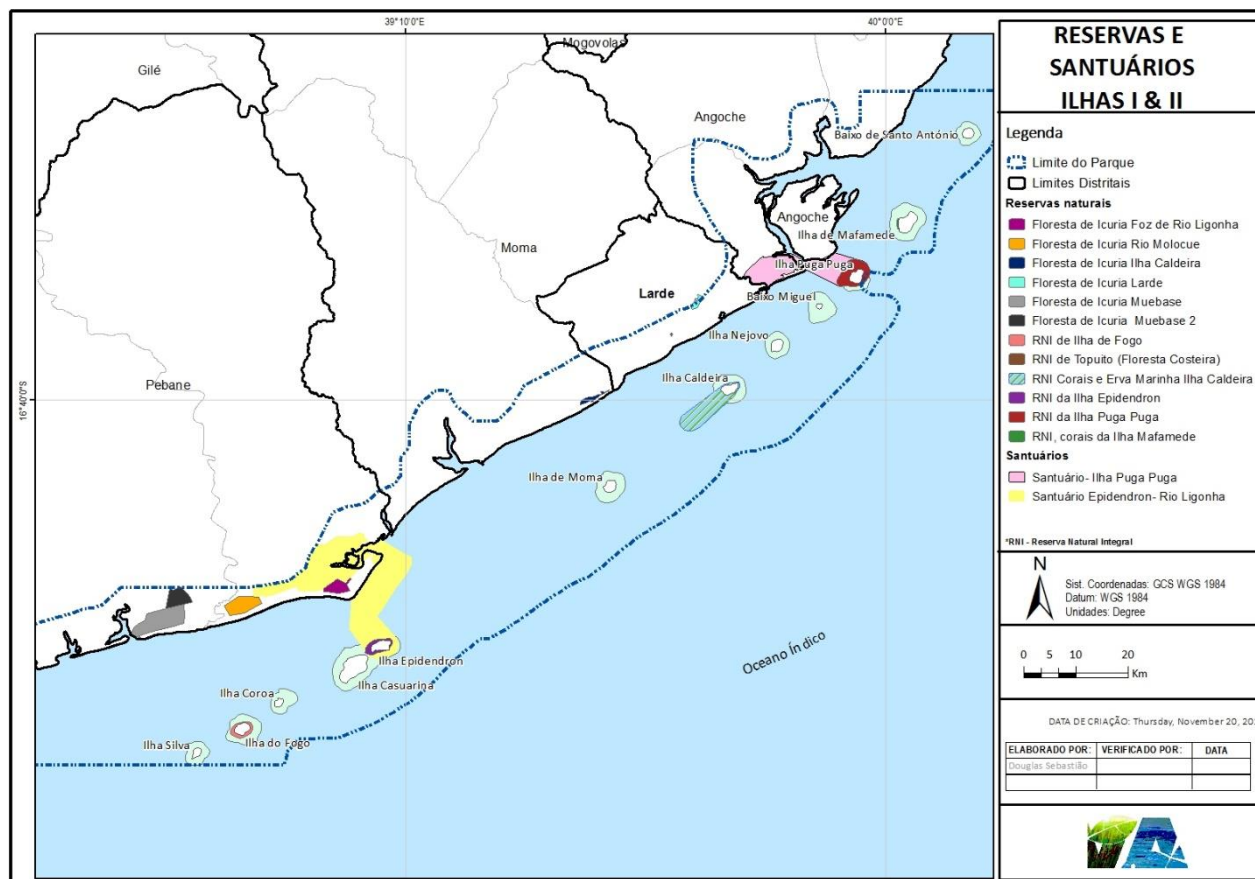 39°10'0"E
40°0'0"E
16°40'0"S
Mogovolas
Gilé
Angoche
Baixo de Santo António
Angoche
Ilha de Mafamede
Moma
Ilha Puga Puga
Larde
Baixo Miguel
Ilha Nejovo
Pebane
Ilha Caldeira
Ilha de Moma
Oceano Índico
Ilha Epidendron
Ilha Casuarina
Ilha Coroa
Ilha do Fogo
Ilha Silva
RESERVAS E
SANTUÁRIOS
ILHAS I & II
Legenda
Limite do Parque
Limites Distritais
Reservas naturais
Floresta de Icuria Foz de Rio Ligonha
Floresta de Icuria Rio Molocue
Floresta de Icuria Ilha Caldeira
Floresta de Icuria Larde
Floresta de Icuria Muebase
Floresta de Icuria Muebase 2
RNI de Ilha de Fogo
RNI de Topuito (Floresta Costeira)
RNI Corais e Erva Marinha Ilha Caldeira
RNI da Ilha Epidendron
RNI da Ilha Puga Puga
RNI, corais da Ilha Mafamede
Santuários
Santuário- Ilha Puga Puga
Santuário Epidendron- Rio Ligonha
*RNI - Reserva Natural Integral
N
Sist. Coordenadas: GCS WGS 1984
Datum: WGS 1984
Unidades: Degree
0 5 10 20
Km
DATA DE CRIAÇÃO: Thursday, November 20,
ELABORADO POR: VERIFICADO POR: DATA
Douglas Sebastião